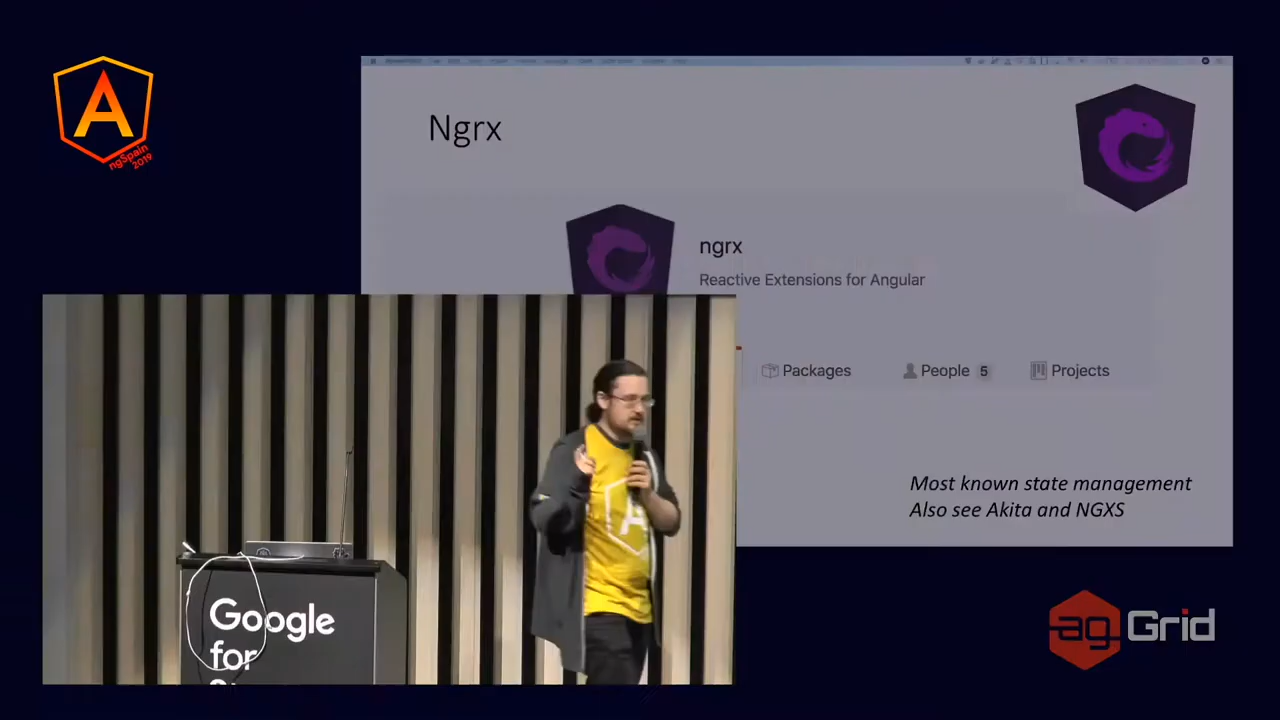 A
ngSpain
2019
Ngrx
ngrx
Reactive Extensions for Angular
Packages
People 5
Projects
Most known state management
Also see Akita and NGXS
A
Google
for
ag Grid